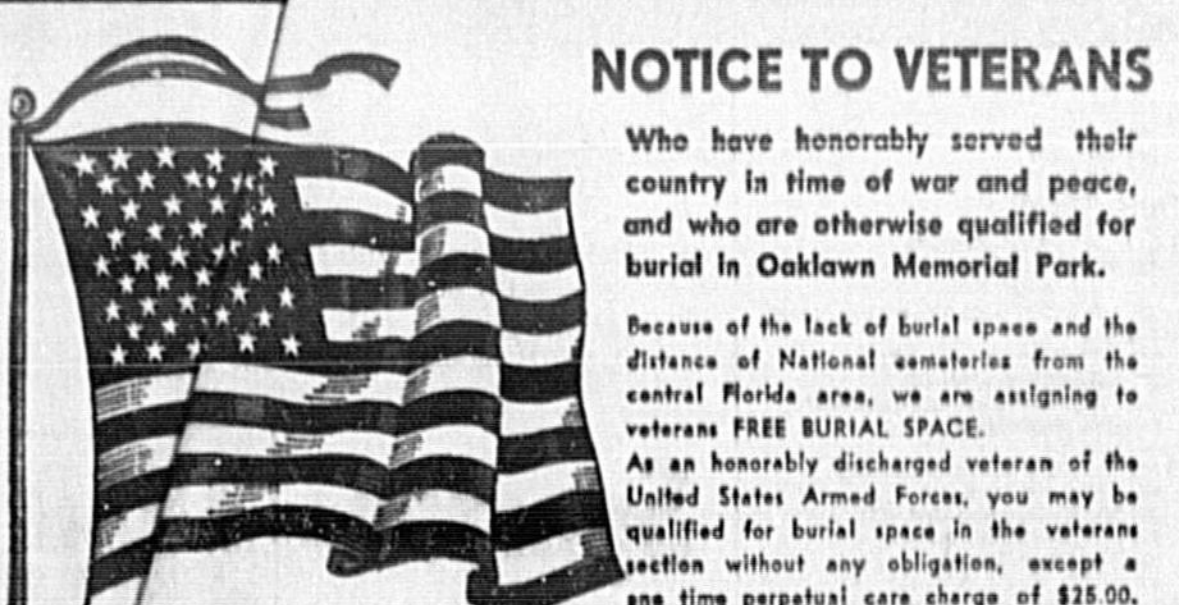 NOTICE TO VETERANS
Who have honorably served their
country in time of war and peace,
and who are otherwise qualified for
burial in Oaklawn Memorial Park.
Because of the lack of burial space and the
distance of National cemeteries from the
central Florida area, we are assigning to
veterans FREE BURIAL SPACE.
As an honorably discharged veteran of the
United States Armed Forces, you may be
qualified for burial space in the veterans
section without any obligation, except a
one time perpetual care charge of $25.00.